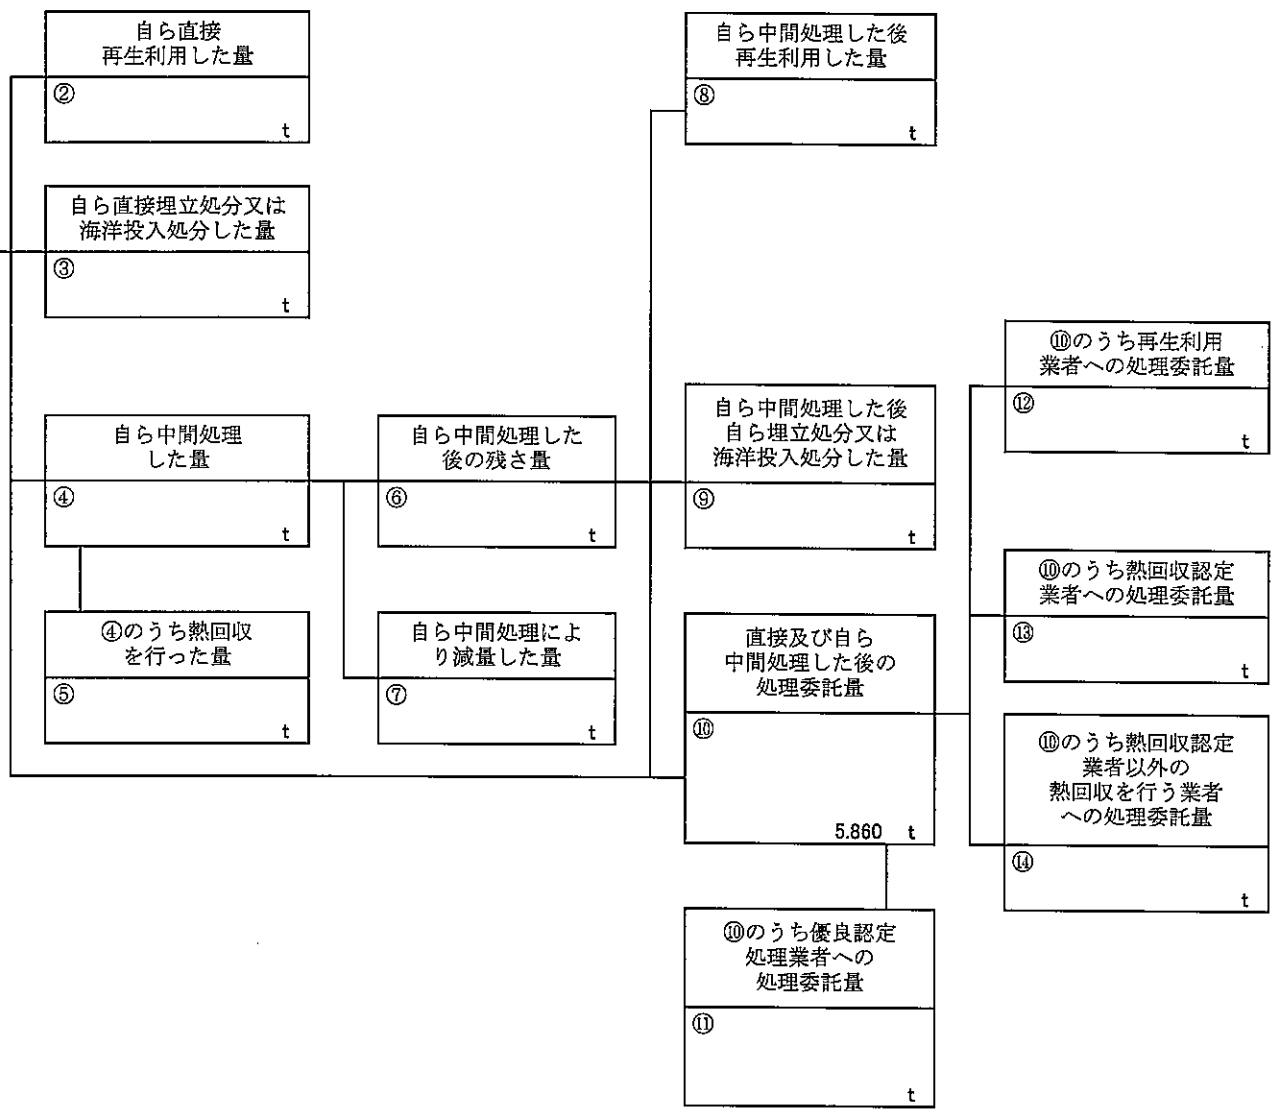 自ら直接
再生利用した量
②
t
自ら中間処理した後
再生利用した量
⑧
t
自ら直接埋立処分又は
海洋投入処分した量
③
t
⑩のうち再生利用
業者への処理委託量
⑫
t
自ら中間処理
した量
④
t
自ら中間処理した
後の残さ量
⑥
t
自ら中間処理した後
自ら埋立処分又は
海洋投入処分した量
⑨
t
⑩のうち熱回収認定
業者への処理委託量
⑬
t
④のうち熱回収
を行った量
⑤
t
自ら中間処理によ
り減量した量
⑦
t
直接及び自ら
中間処理した後の
処理委託量
⑩
5.860 t
⑩のうち熱回収認定
業者以外の
熱回収を行う業者
への処理委託量
⑭
t
⑩のうち優良認定
処理業者への
処理委託量
⑪
t